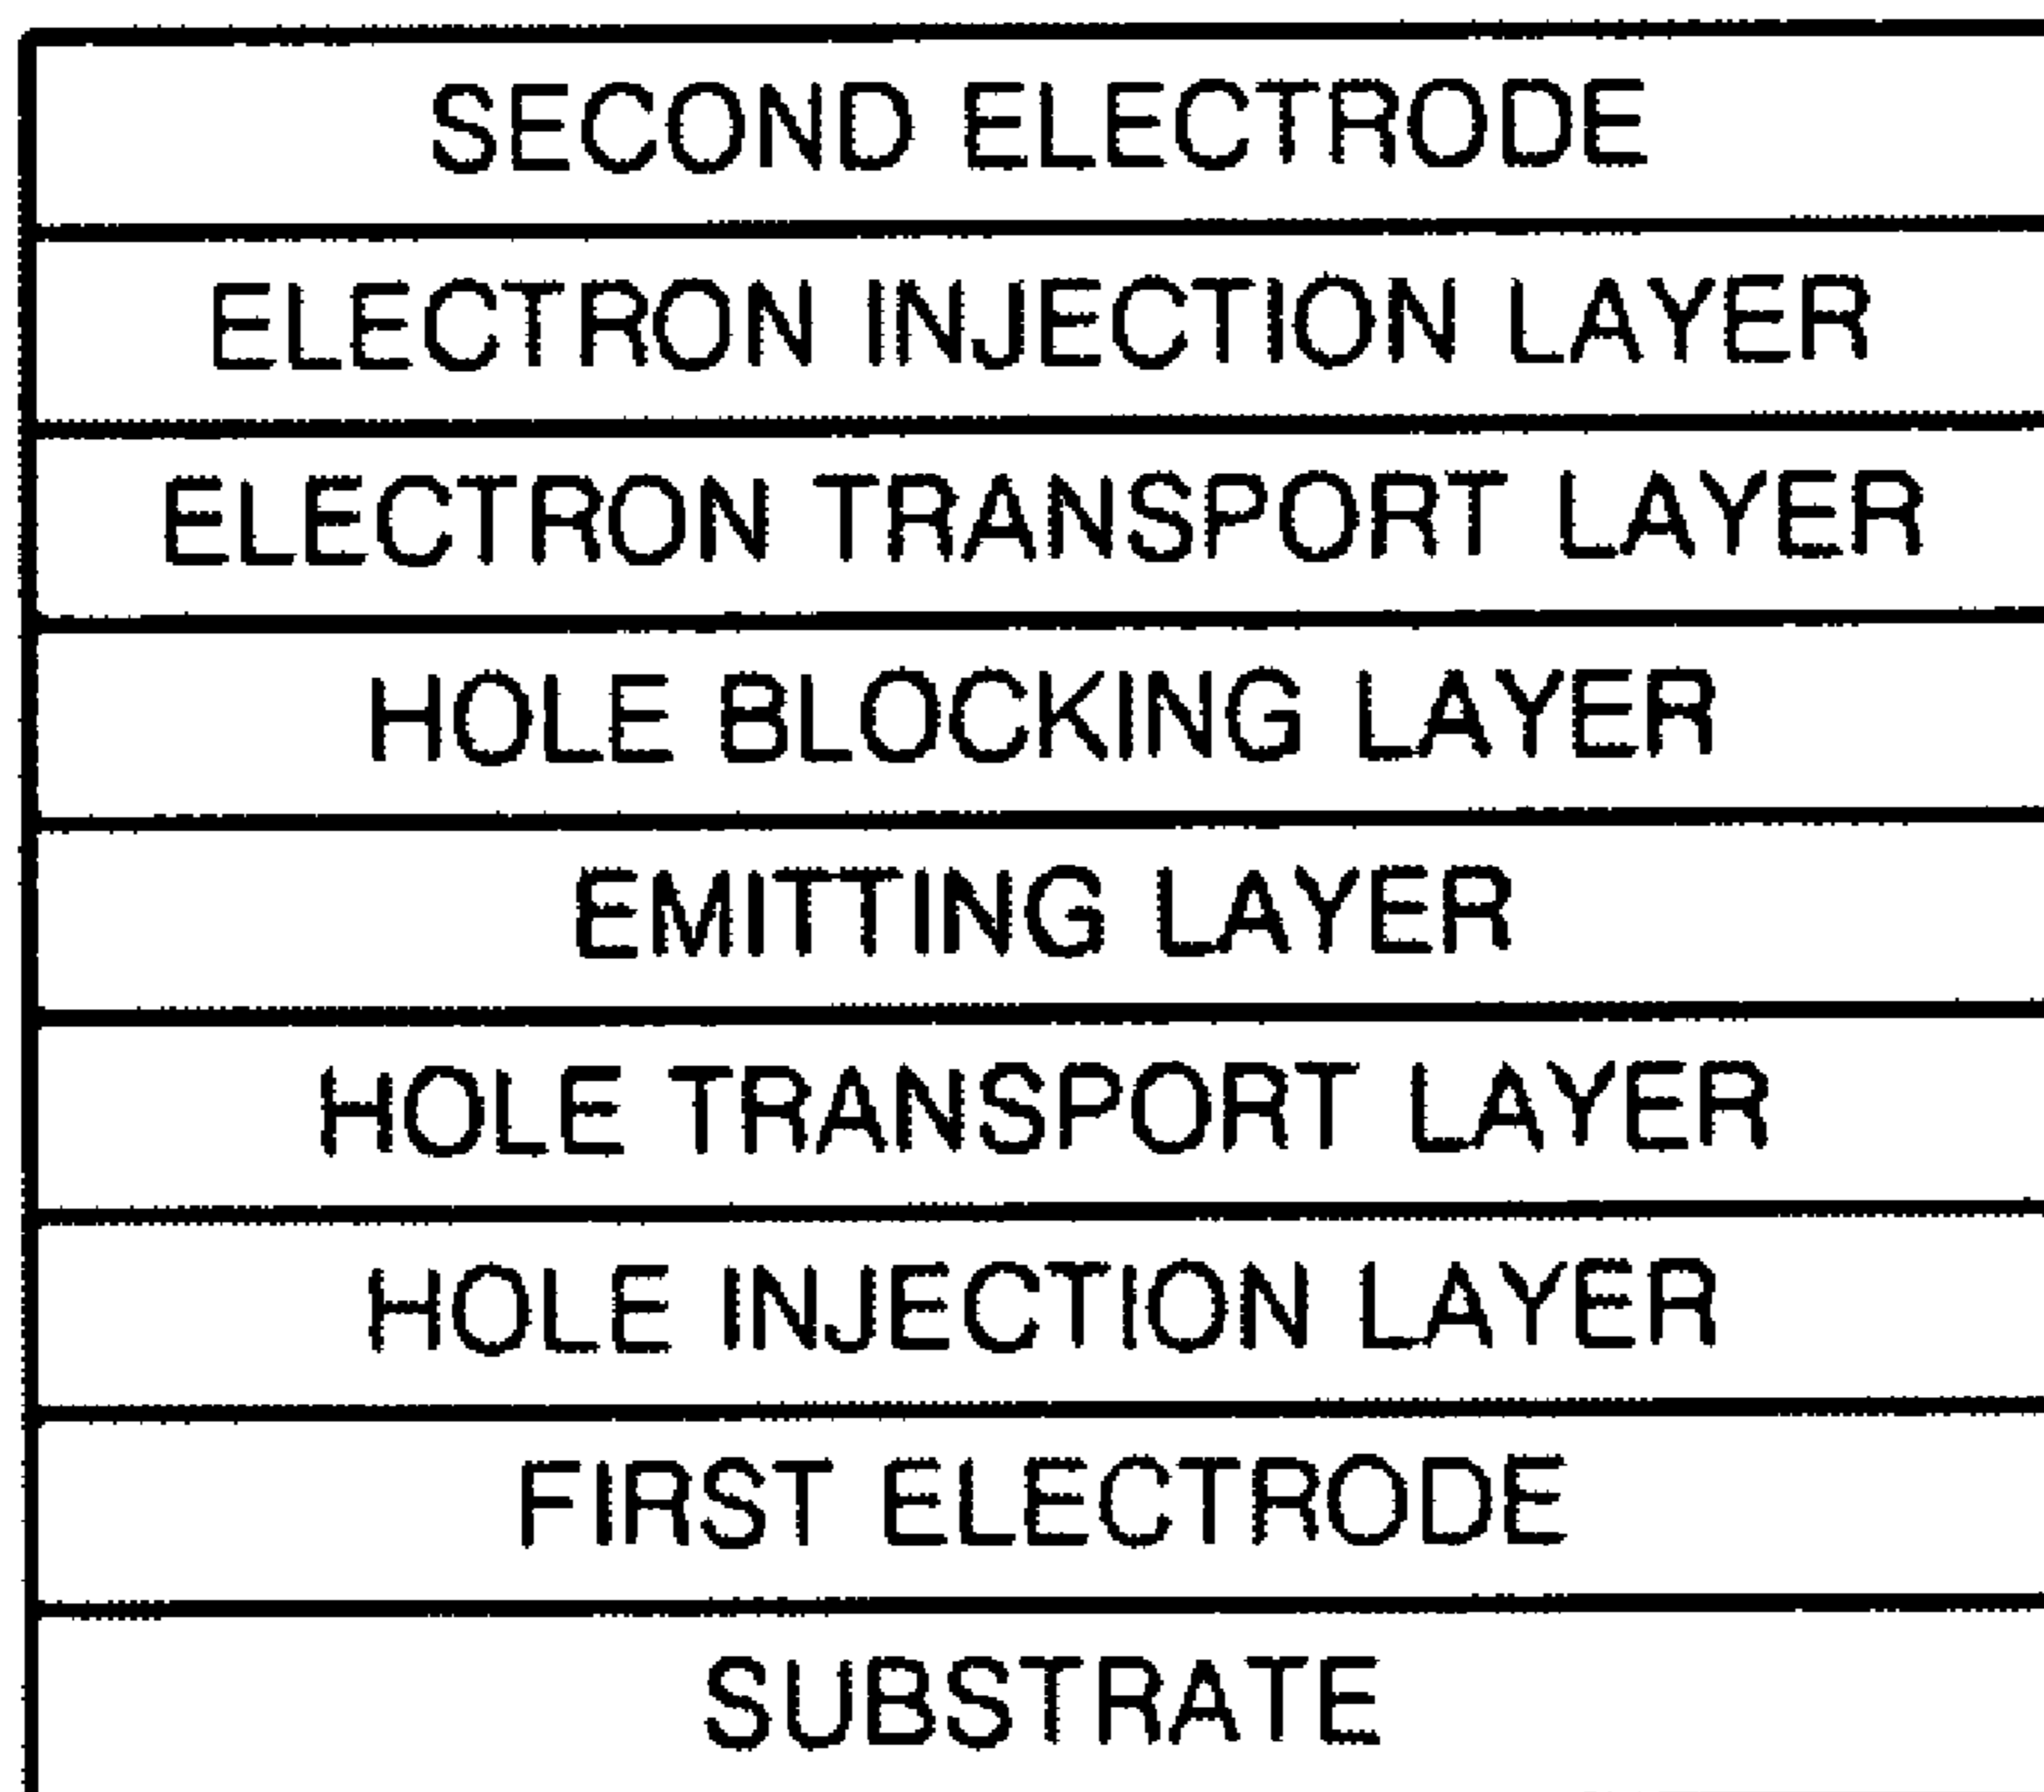 SECOND ELECTRODE
ELECTRON INJECTION LAYER
ELECTRON TRANSPORT LAYER
HOLE BLOCKING LAYER
EMITTING LAYER
HOLE TRANSPORT LAYER
HOLE INJECTION LAYER
FIRST ELECTRODE
SUBSTRATE